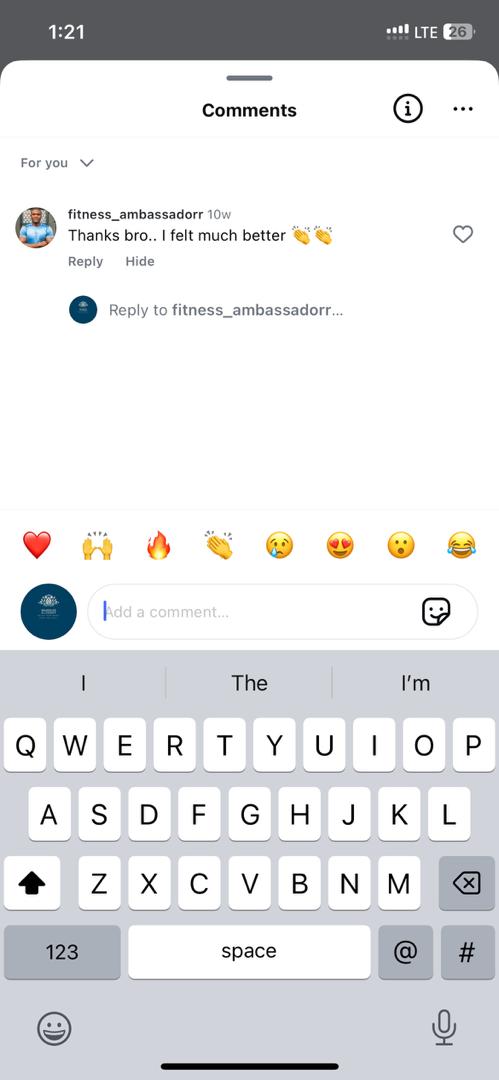 1:21 LTE 26
Comments
For you
fitness_ambassadorr 10w
Thanks bro.. I felt much better 👏👏
Reply Hide
Reply to fitness_ambassadorr...
Add a comment...
I The I'm
Q W E R T Y U I O P
A S D F G H J K L
Z X C V B N M
123 space @ #